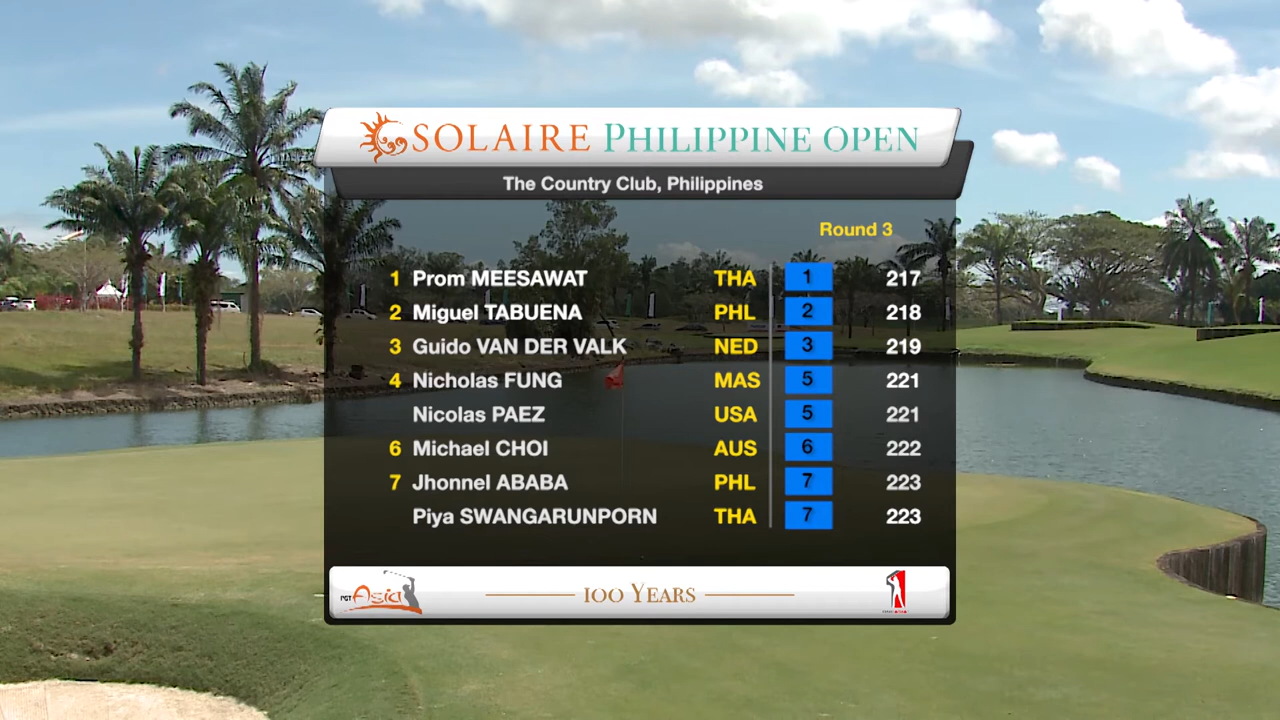 SOLAIRE PHILIPPINE OPEN
The Country Club, Philippines
Round 3
1 Prom MEESAWAT THA 1 217
2 Miguel TABUENA PHL 2 218
3 Guido VAN DER VALK NED 3 219
4 Nicholas FUNG MAS 5 221
Nicolas PAEZ USA 5 221
6 Michael CHOI AUS 6 222
7 Jhonnel ABABA PHL 7 223
Piya SWANGARUNPORN THA 7 223
PGT Asia
100 YEARS